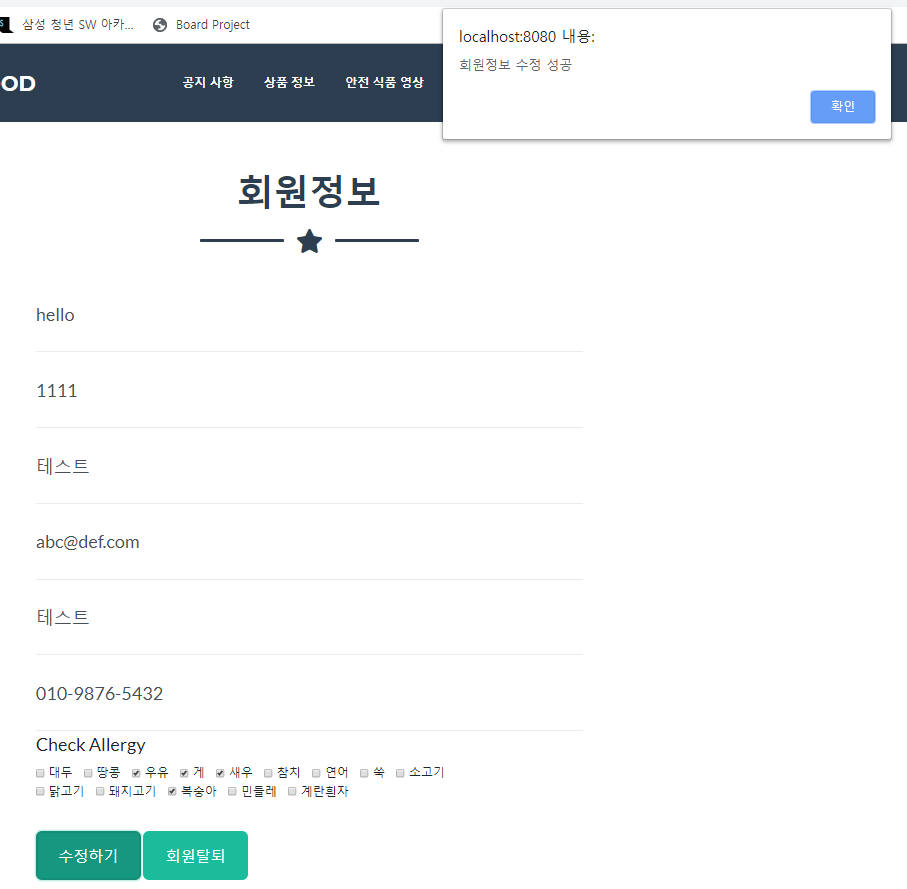 삼성 청년 SW 아카... Board Project
localhost:8080 내용:
회원정보 수정 성공
확인
OD 공지 사항 상품 정보 안전 식품 영상
회원정보
hello
1111
테스트
abc@def.com
테스트
010-9876-5432
Check Allergy
대두 땅콩 우유 게 새우 참치 연어 쑥 소고기
닭고기 돼지고기 복숭아 민들레 계란흰자
수정하기 회원탈퇴